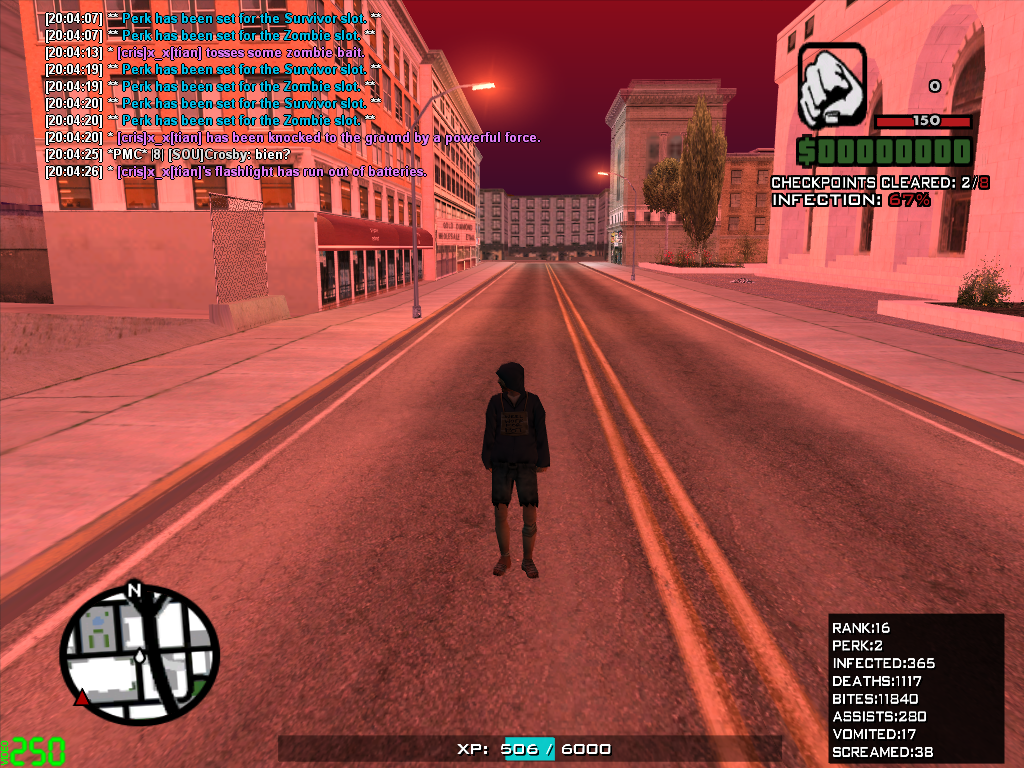 [20:04:07] ** Perk has been set for the Survivor slot. **
[20:04:07] ** Perk has been set for the Zombie slot. **
[20:04:13] * [cris]x_x[tian] tosses some zombie bait.
[20:04:19] ** Perk has been set for the Survivor slot. **
[20:04:19] ** Perk has been set for the Zombie slot. **
[20:04:20] ** Perk has been set for the Survivor slot. **
[20:04:20] ** Perk has been set for the Zombie slot. **
[20:04:20] * [cris]x_x[tian] has been knocked to the ground by a powerful force.
[20:04:25] *PMC* |8| [SOU]Crosby: bien?
[20:04:26] * [cris]x_x[tian]'s flashlight has run out of batteries.
0
150
$00000000
CHECKPOINTS CLEARED: 2/8
INFECTION: 67%
GOLD DIAMOND
N
RANK:16
PERK:2
INFECTED:365
DEATHS:1117
BITES:11840
ASSISTS:280
VOMITED:17
SCREAMED:38
XP: 506 / 6000
250